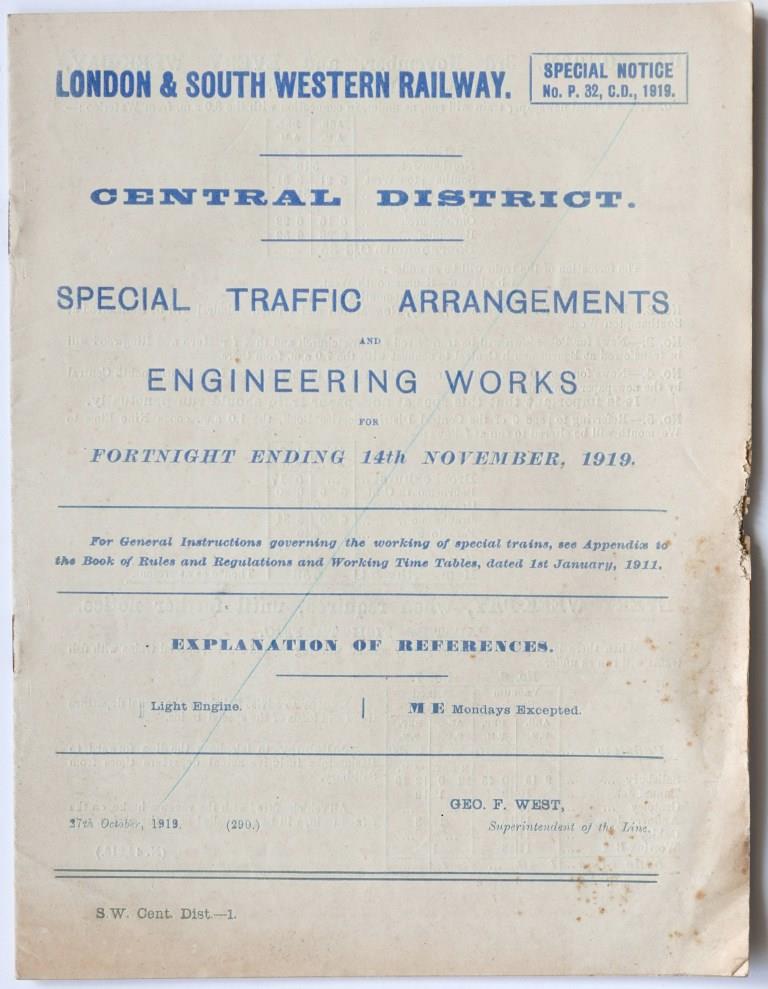 LONDON & SOUTH WESTERN RAILWAY.
SPECIAL NOTICE
No. P. 32, C.D., 1919.
CENTRAL DISTRICT.
SPECIAL TRAFFIC ARRANGEMENTS
AND
ENGINEERING WORKS
FOR
FORTNIGHT ENDING 14th NOVEMBER, 1919.
For General Instructions governing the working of special trains, see Appendix to
the Book of Rules and Regulations and Working Time Tables, dated 1st January, 1911.
EXPLANATION OF REFERENCES.
Light Engine.
M E Mondays Excepted.
GEO. F. WEST,
27th October, 1919. (290.) Superintendent of the Line.
S.W. Cent. Dist.—1.